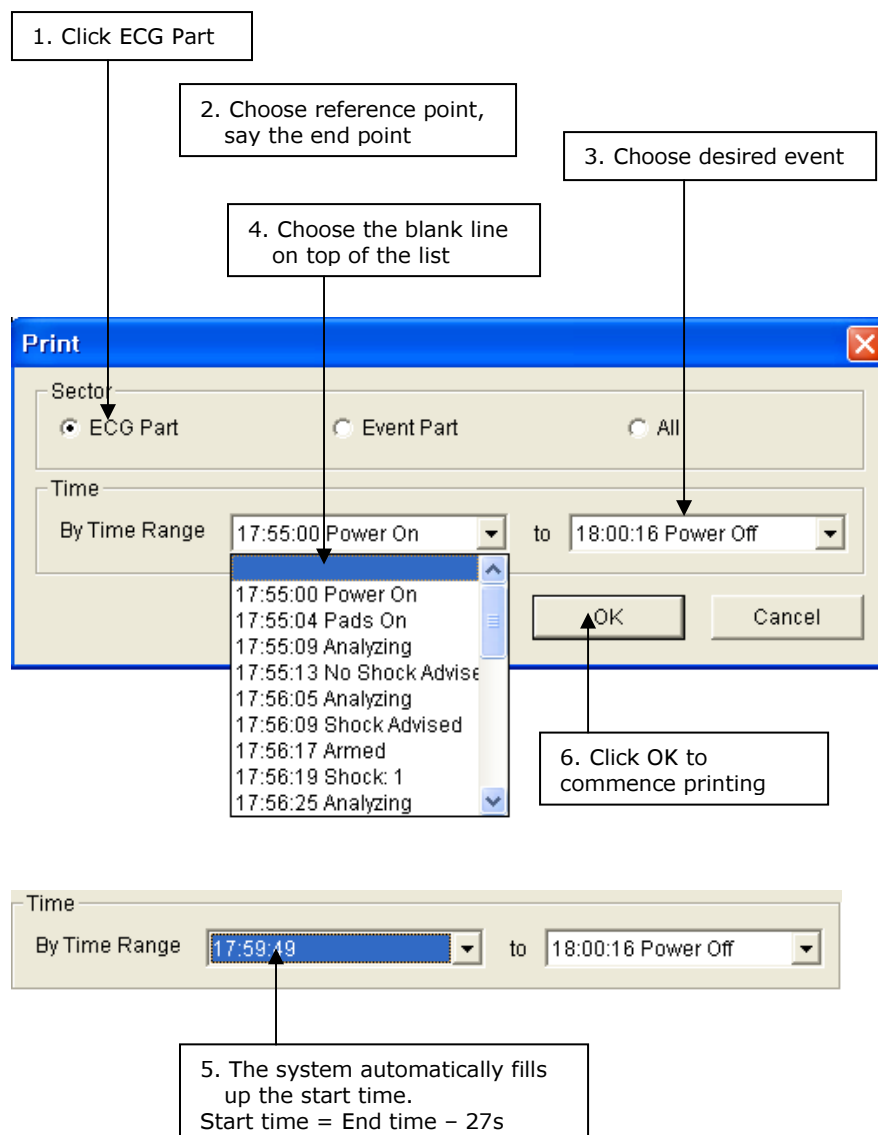 1. Click ECG Part
2. Choose reference point,
say the end point
3. Choose desired event
4. Choose the blank line
on top of the list
Print
Sector
ECG Part
Event Part
All
Time
By Time Range
17:55:00 Power On
to
18:00:16 Power Off
17:55:00 Power On
17:55:04 Pads On
17:55:09 Analyzing
17:55:13 No Shock Advise
17:56:05 Analyzing
17:56:09 Shock Advised
17:56:17 Armed
17:56:19 Shock: 1
17:56:25 Analyzing
OK
Cancel
6. Click OK to
commence printing
Time
By Time Range
17:59:49
to
18:00:16 Power Off
5. The system automatically fills
up the start time.
Start time = End time – 27s